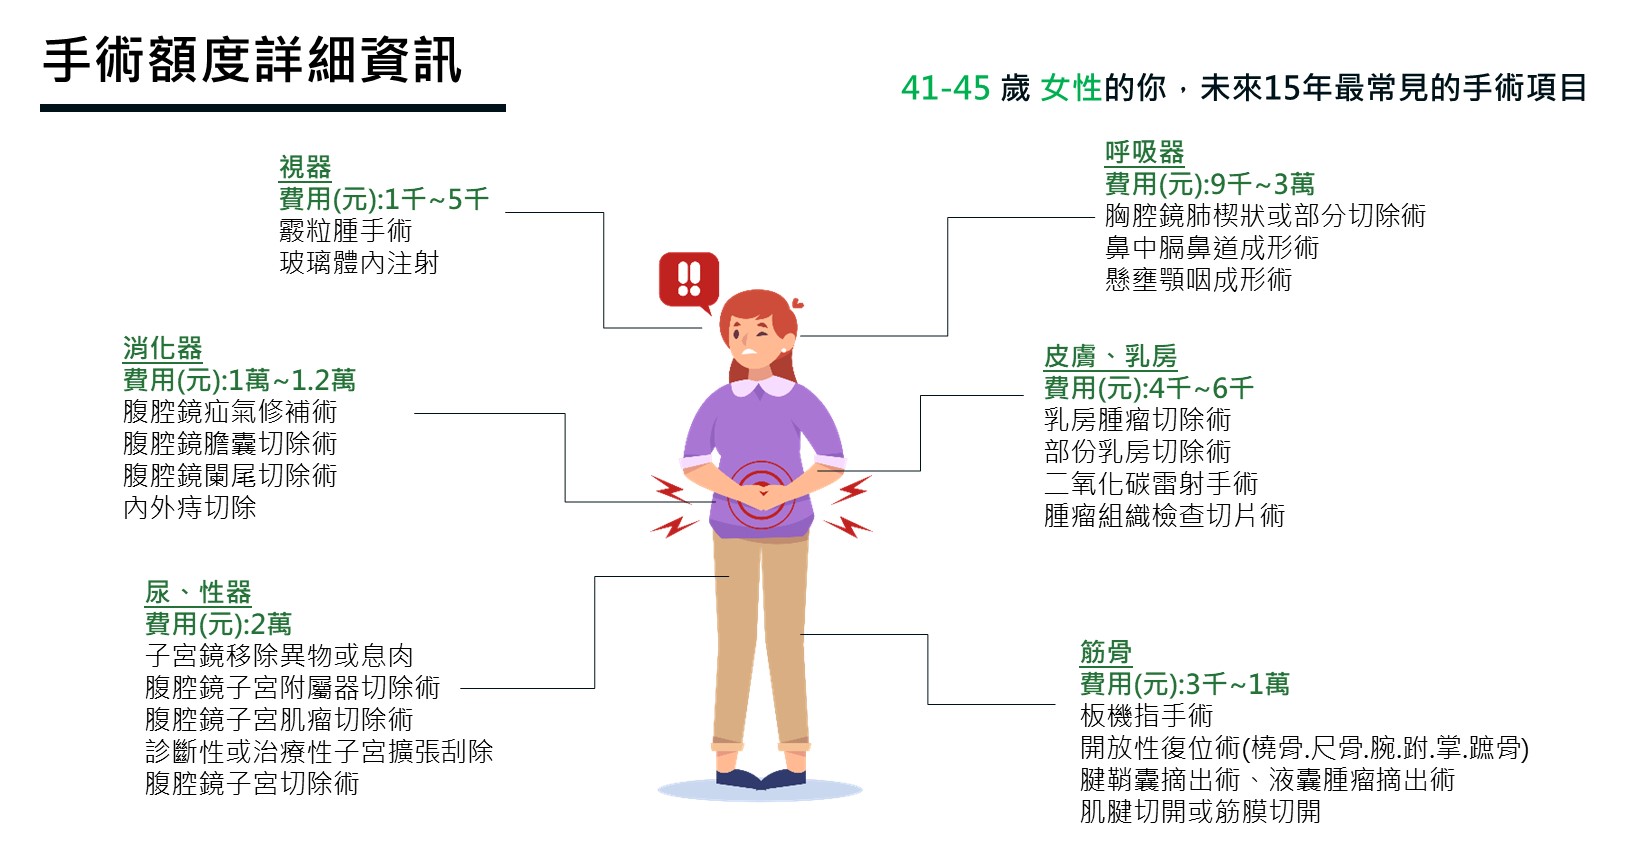 手術額度詳細資訊
41-45 歲 女性的你，未來15年最常見的手術項目
視器
費用(元):1千~5千
霰粒腫手術
玻璃體內注射
呼吸器
費用(元):9千~3萬
胸腔鏡肺楔狀或部分切除術
鼻中膈鼻道成形術
懸壅顎咽成形術
消化器
費用(元):1萬~1.2萬
腹腔鏡疝氣修補術
腹腔鏡膽囊切除術
腹腔鏡闌尾切除術
內外痔切除
皮膚、乳房
費用(元):4千~6千
乳房腫瘤切除術
部份乳房切除術
二氧化碳雷射手術
腫瘤組織檢查切片術
尿、性器
費用(元):2萬
子宮鏡移除異物或息肉
腹腔鏡子宮附屬器切除術
腹腔鏡子宮肌瘤切除術
診斷性或治療性子宮擴張刮除
腹腔鏡子宮切除術
筋骨
費用(元):3千~1萬
板機指手術
開放性復位術(橈骨.尺骨.腕.跗.掌.蹠骨)
腱鞘囊摘出術、液囊腫瘤摘出術
肌腱切開或筋膜切開